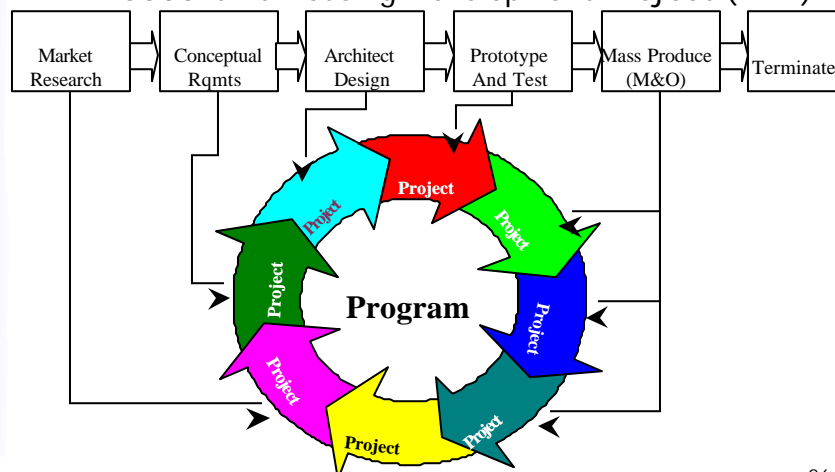 Market
Research
Conceptual
Rqmts
Architect
Design
Prototype
And Test
Mass Produce
(M&O)
Terminate
Project
Project
Project
Project
Project
Project
Project
Project
Program